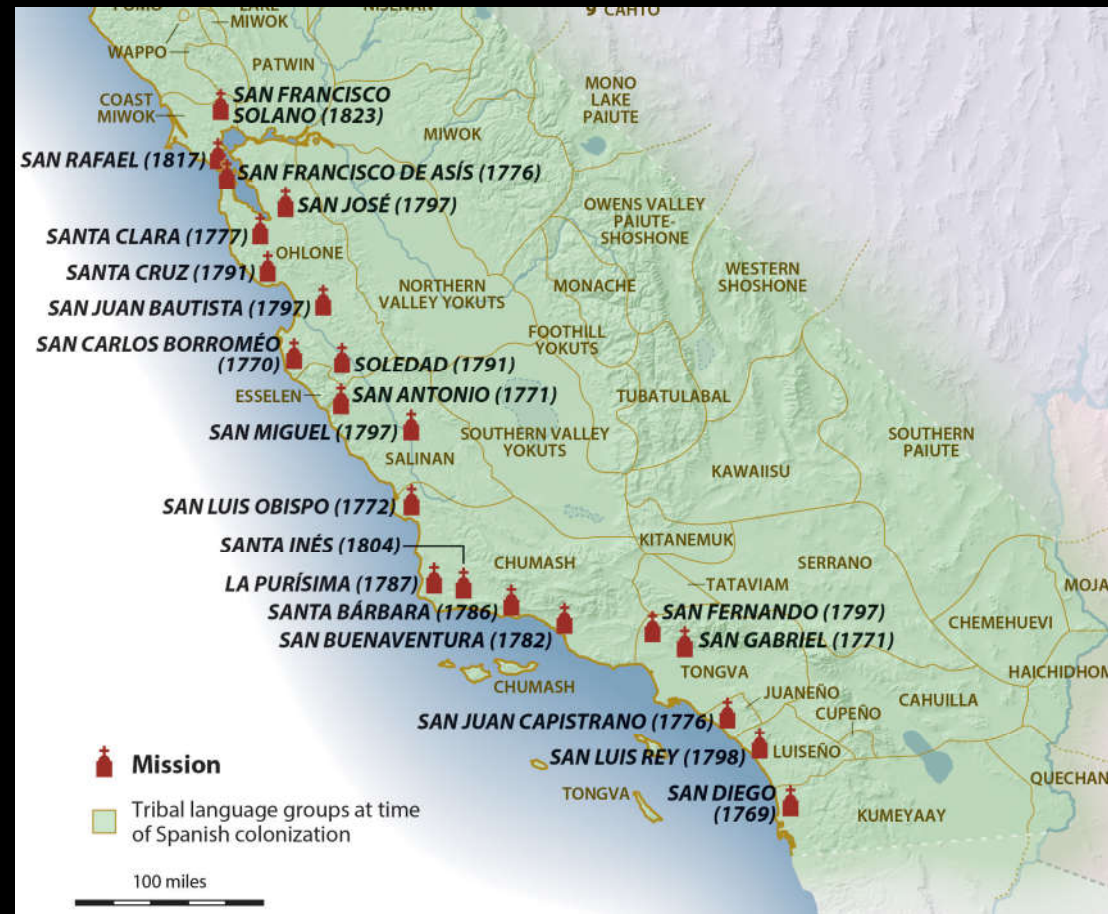 LAKE
MIWOK
NISENAN
9 CAHTO
WAPPO
PATWIN
COAST
MIWOK
SAN FRANCISCO
SOLANO (1823)
MONO
LAKE
PAIUTE
MIWOK
SAN RAFAEL (1817)
SAN FRANCISCO DE ASÍS (1776)
SAN JOSÉ (1797)
OWENS VALLEY
PAIUTE-
SHOSHONE
SANTA CLARA (1777)
OHLONE
SANTA CRUZ (1791)
WESTERN
SHOSHONE
NORTHERN
VALLEY YOKUTS
MONACHE
SAN JUAN BAUTISTA (1797)
FOOTHILL
YOKUTS
SAN CARLOS BORROMÉO
(1770)
SOLEDAD (1791)
ESSELEN
SAN ANTONIO (1771)
TUBATULABAL
SAN MIGUEL (1797)
SOUTHERN VALLEY
YOKUTS
SOUTHERN
PAIUTE
SALINAN
KAWAIISU
SAN LUIS OBISPO (1772)
SANTA INÉS (1804)
KITANEMUK
CHUMASH
SERRANO
LA PURÍSIMA (1787)
TATAVIAM
MOJA
SANTA BÁRBARA (1786)
SAN FERNANDO (1797)
CHEMEHUEVI
SAN BUENAVENTURA (1782)
SAN GABRIEL (1771)
TONGVA
HAICHIDHOM
CHUMASH
JUANEÑO
CAHUILLA
SAN JUAN CAPISTRANO (1776)
CUPEÑO
SAN LUIS REY (1798)
LUISEÑO
QUECHAN
TONGVA
SAN DIEGO
(1769)
KUMEYAAY
Mission
Tribal language groups at time
of Spanish colonization
100 miles